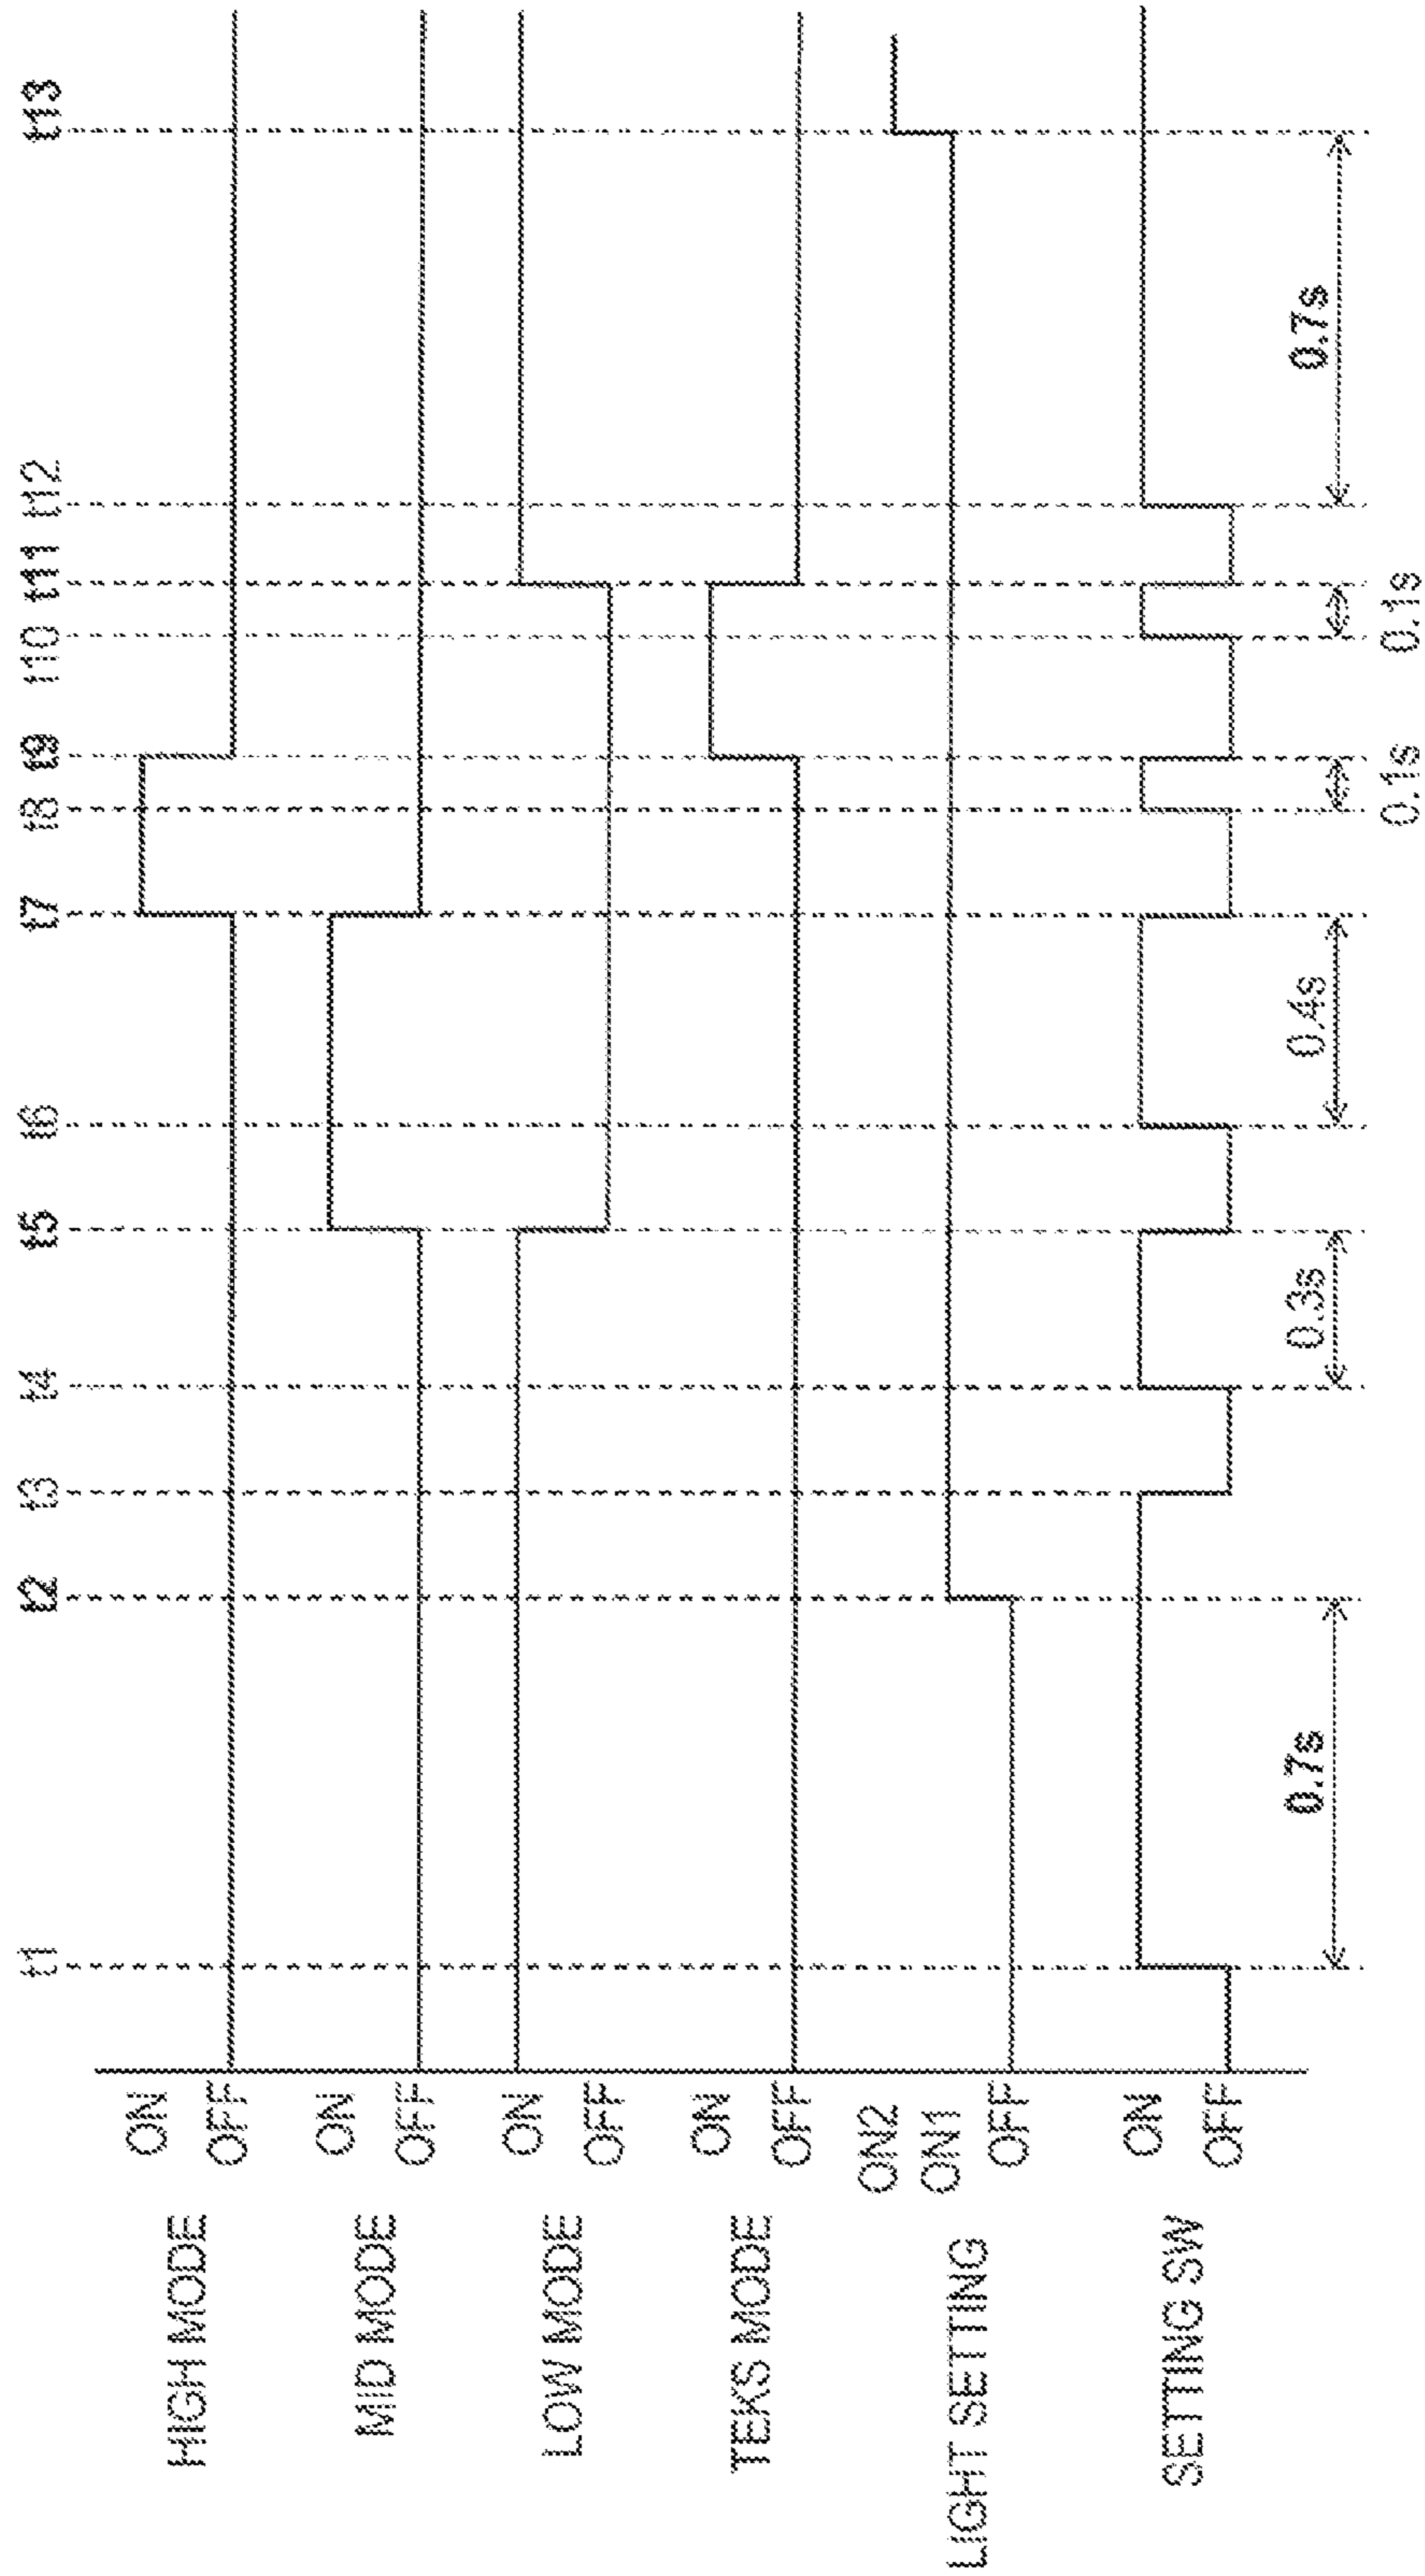 t1 t2 t3 t4 t5 t6 t7 t8 t9 t10 t11 t12 t13
HIGH MODE
ON
OFF
MID MODE
ON
OFF
LOW MODE
ON
OFF
TEKS MODE
ON
OFF
LIGHT SETTING
ON2
ON1
OFF
SETTING SW
ON
OFF
0.7s 0.3s 0.4s 0.7s
0.1s 0.1s